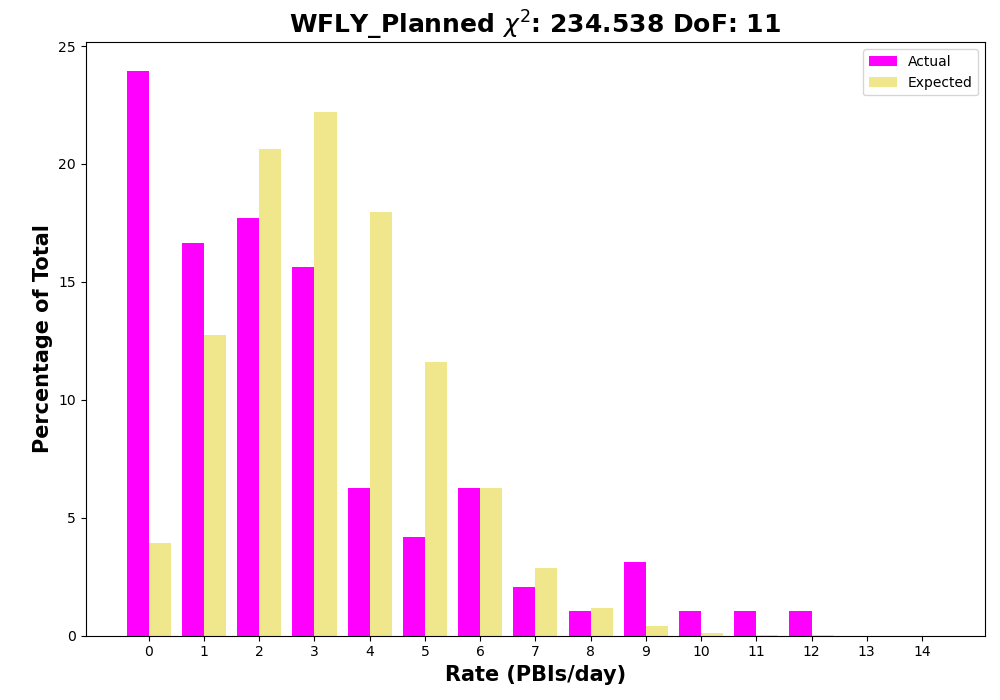 WFLY_Planned χ²: 234.538 DoF: 11
Actual
Expected
25
20
15
10
5
0
Percentage of Total
0 1 2 3 4 5 6 7 8 9 10 11 12 13 14
Rate (PBIs/day)